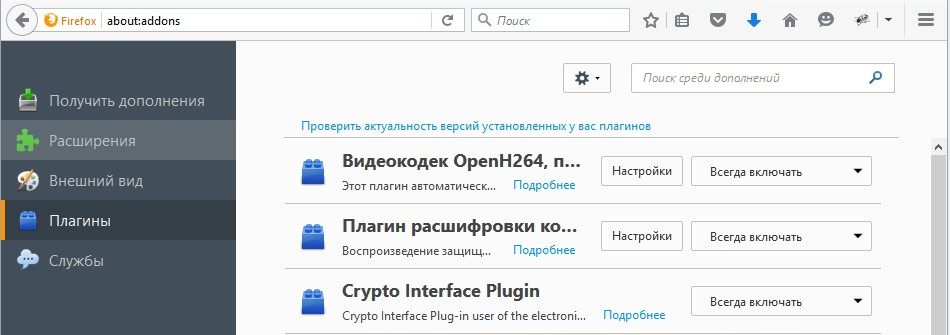 Firefox about:addons Поиск
Получить дополнения
Расширения
Внешний вид
Плагины
Службы
Поиск среди дополнений
Проверить актуальность версий установленных у вас плагинов
Видеокодек OpenH264, п...
Этот плагин автоматическ... Подробнее
Настройки Всегда включать
Плагин расшифровки ко...
Воспроизведение защищ... Подробнее
Настройки Всегда включать
Crypto Interface Plugin
Crypto Interface Plug-in user of the electroni... Подробнее
Всегда включать